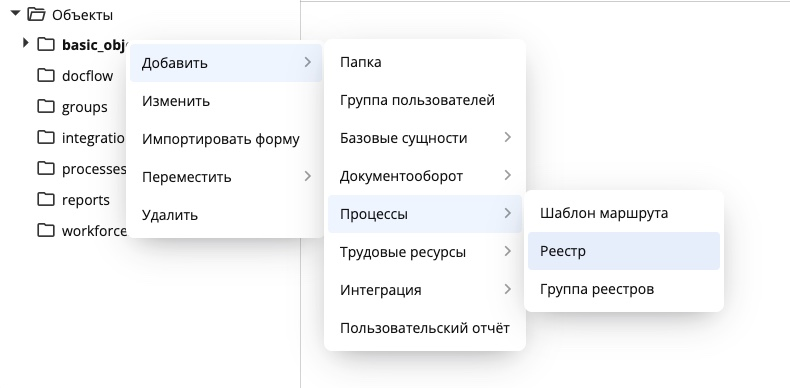 Объекты
basic_obj
docflow
groups
integratio
processes
reports
workforce
Добавить
Изменить
Импортировать форму
Переместить
Удалить
Папка
Группа пользователей
Базовые сущности
Документооборот
Процессы
Трудовые ресурсы
Интеграция
Пользовательский отчёт
Шаблон маршрута
Реестр
Группа реестров